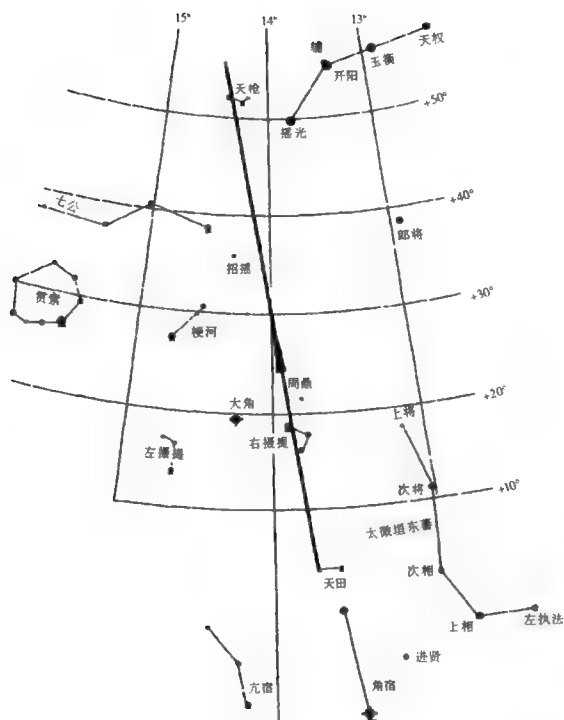 15°
14°
13°
天权
辅
玉衡
开阳
天枪
+50°
摇光
+40°
七公
郎将
招摇
+30°
贯索
梗河
周鼎
+20°
大角
上将
右摄提
左摄提
次将
+10°
太微垣东蕃
天田
次相
上相
左执法
进贤
亢宿
角宿